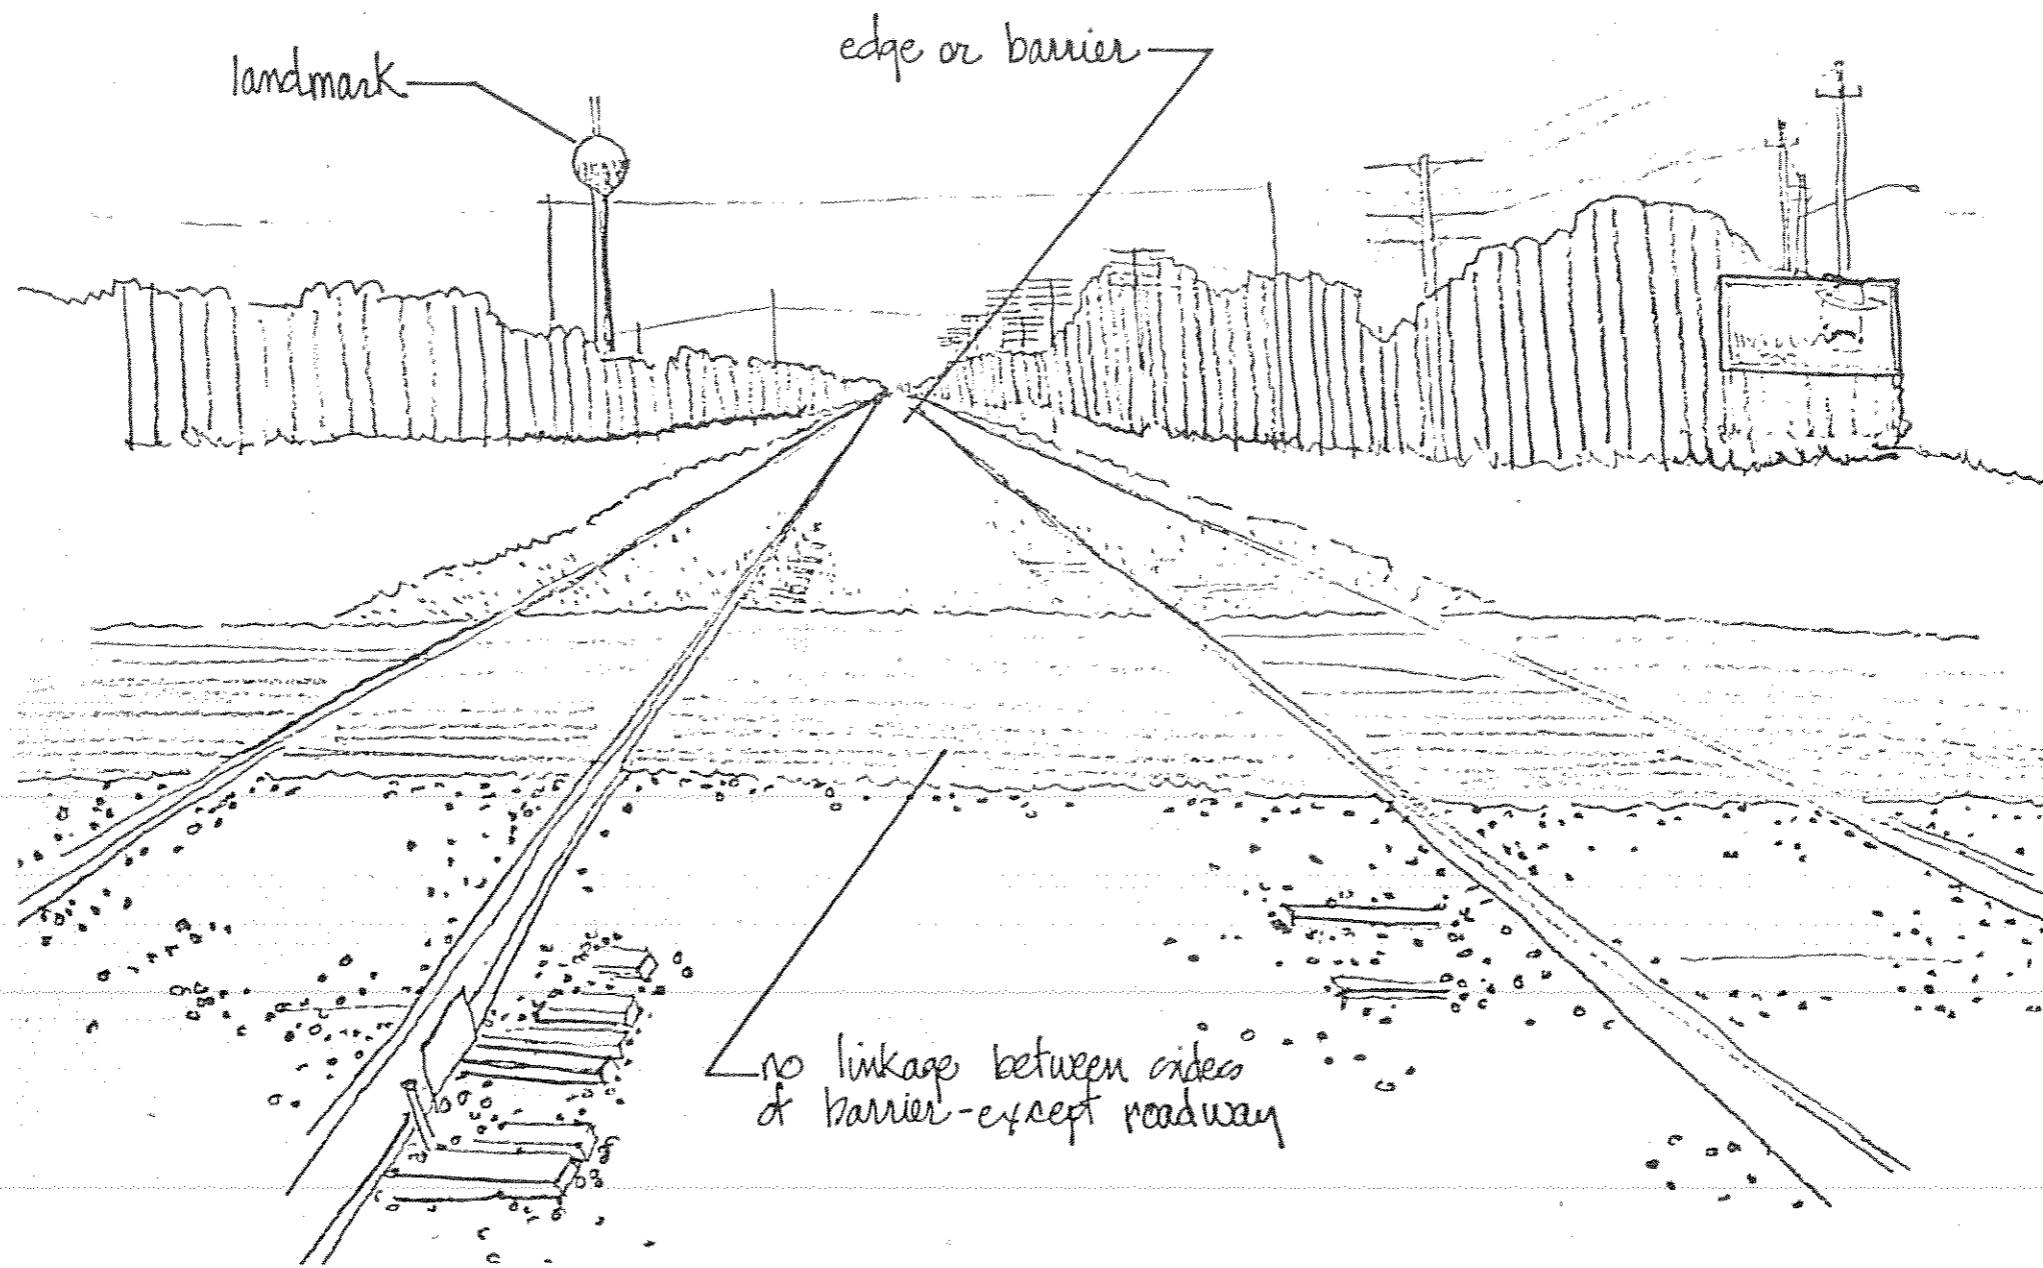 edge or barrier
landmark
no linkage between sides
of barrier-except roadway